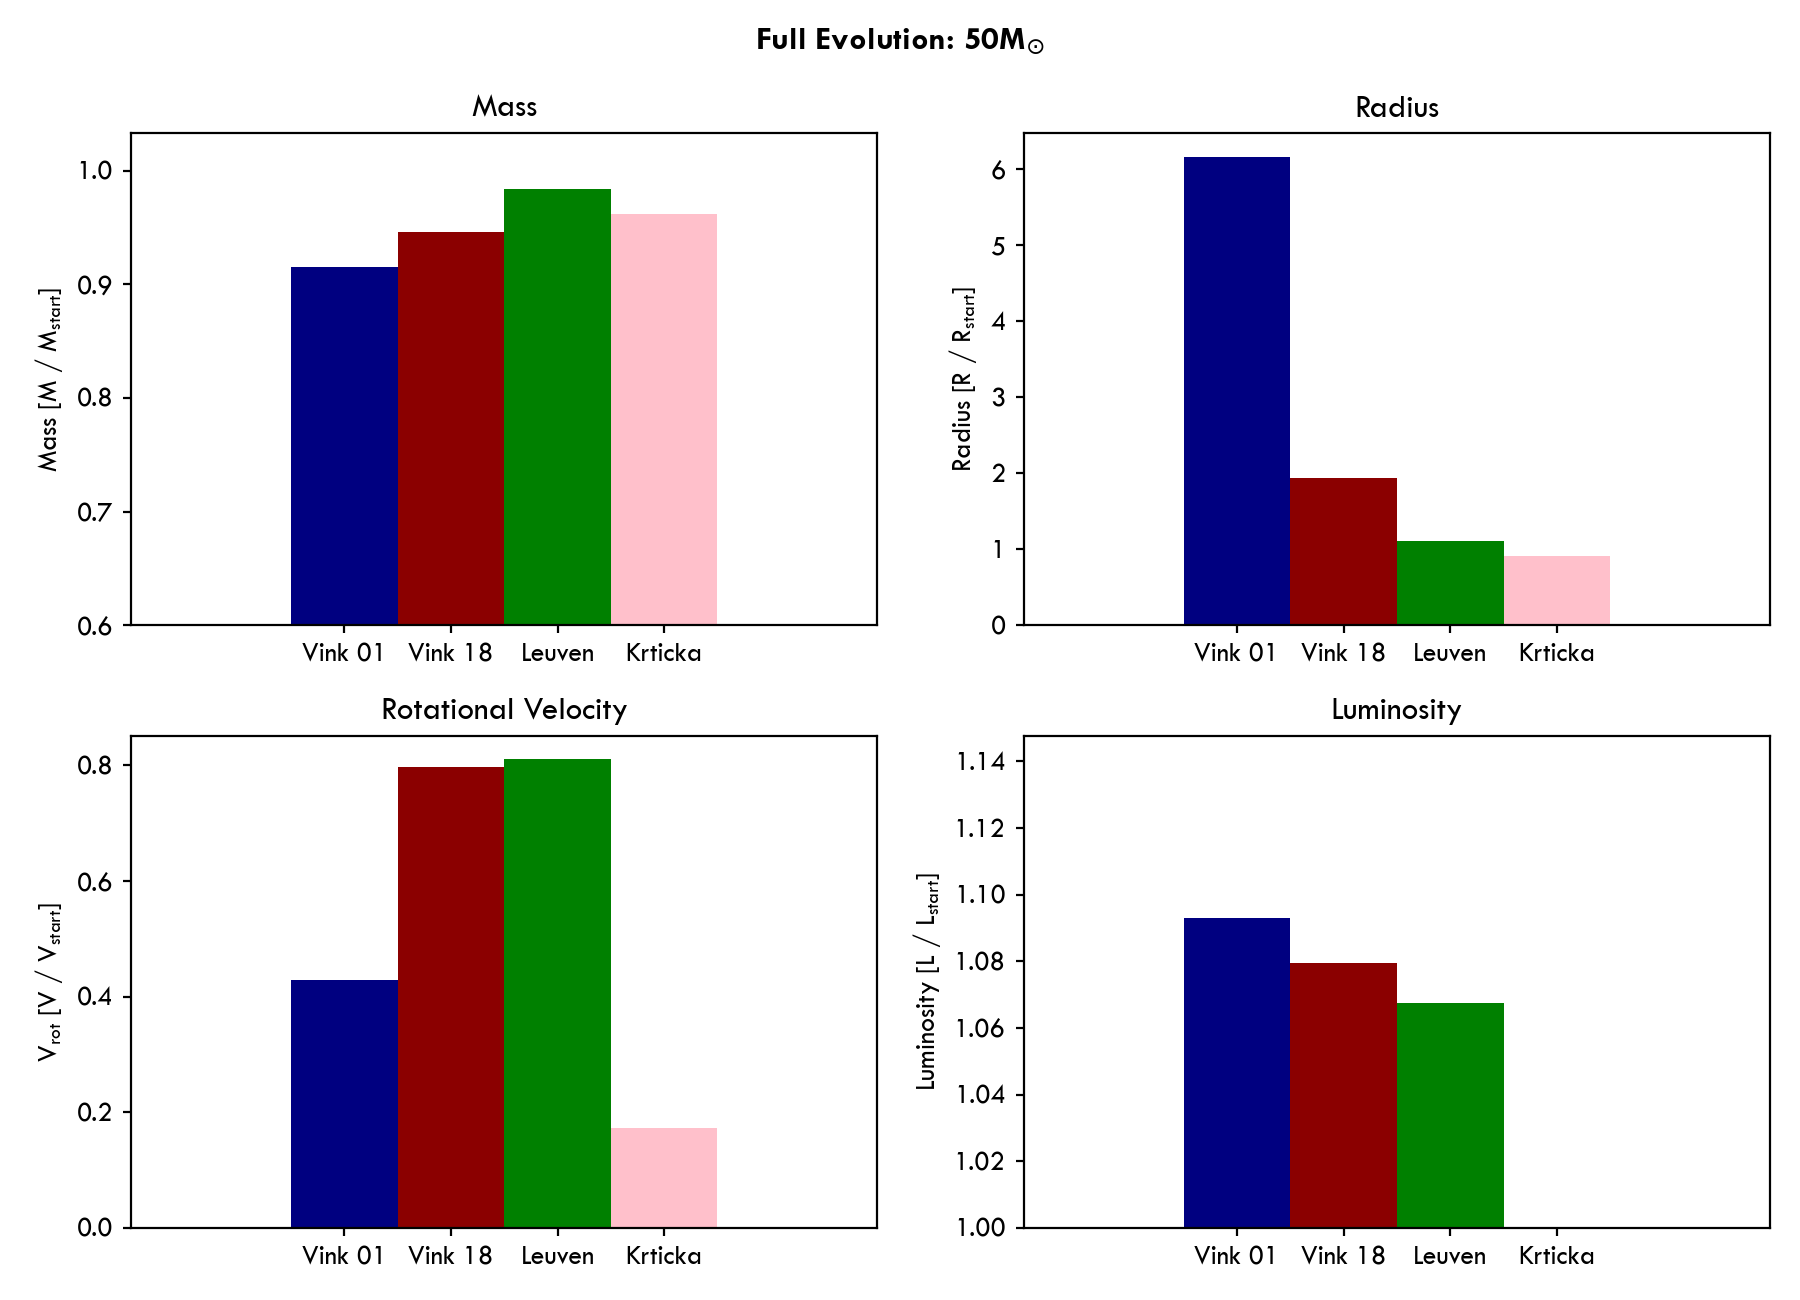 Full Evolution: 50M☉
Mass
Mass [M / Mstart]
1.0
0.9
0.8
0.7
0.6
Vink 01 Vink 18 Leuven Krticka
Radius
Radius [R / Rstart]
6
5
4
3
2
1
0
Vink 01 Vink 18 Leuven Krticka
Rotational Velocity
Vrot [V / Vstart]
0.8
0.6
0.4
0.2
0.0
Vink 01 Vink 18 Leuven Krticka
Luminosity
Luminosity [L / Lstart]
1.14
1.12
1.10
1.08
1.06
1.04
1.02
1.00
Vink 01 Vink 18 Leuven Krticka